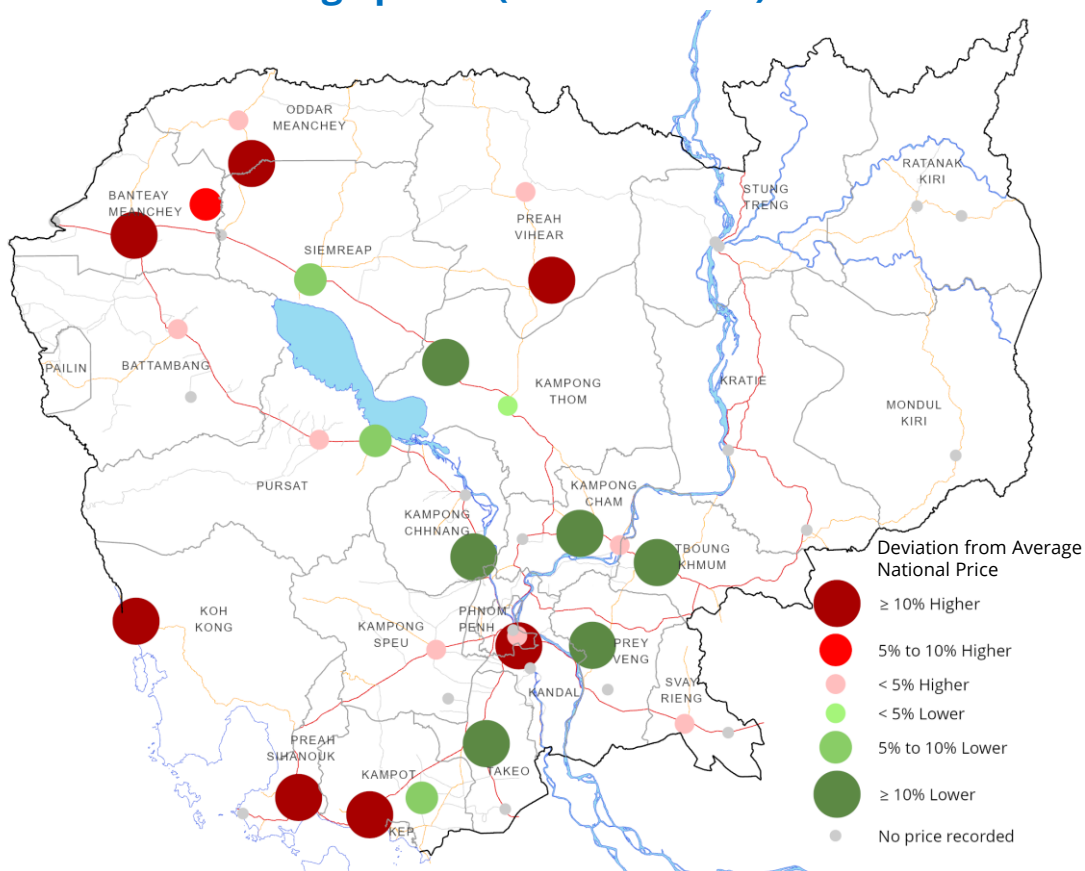 ODDAR
MEANCHEY
RATANAK
KIRI
STUNG
TRENG
BANTEAY
MEANCHEY
PREAH
VIHEAR
SIEMREAP
PAILIN
BATTAMBANG
KAMPONG
THOM
KRATIE
MONDUL
KIRI
PURSAT
KAMPONG
CHAM
KAMPONG
CHHNANG
TBOUNG
KHMUM
KOH
KONG
KAMPONG
SPEU
PHNOM
PENH
PREY
VENG
KANDAL
SVAY
RIENG
PREAH
SIHANOUK
KAMPOT
TAKEO
KEP
Deviation from Average
National Price
≥ 10% Higher
5% to 10% Higher
< 5% Higher
< 5% Lower
5% to 10% Lower
≥ 10% Lower
No price recorded